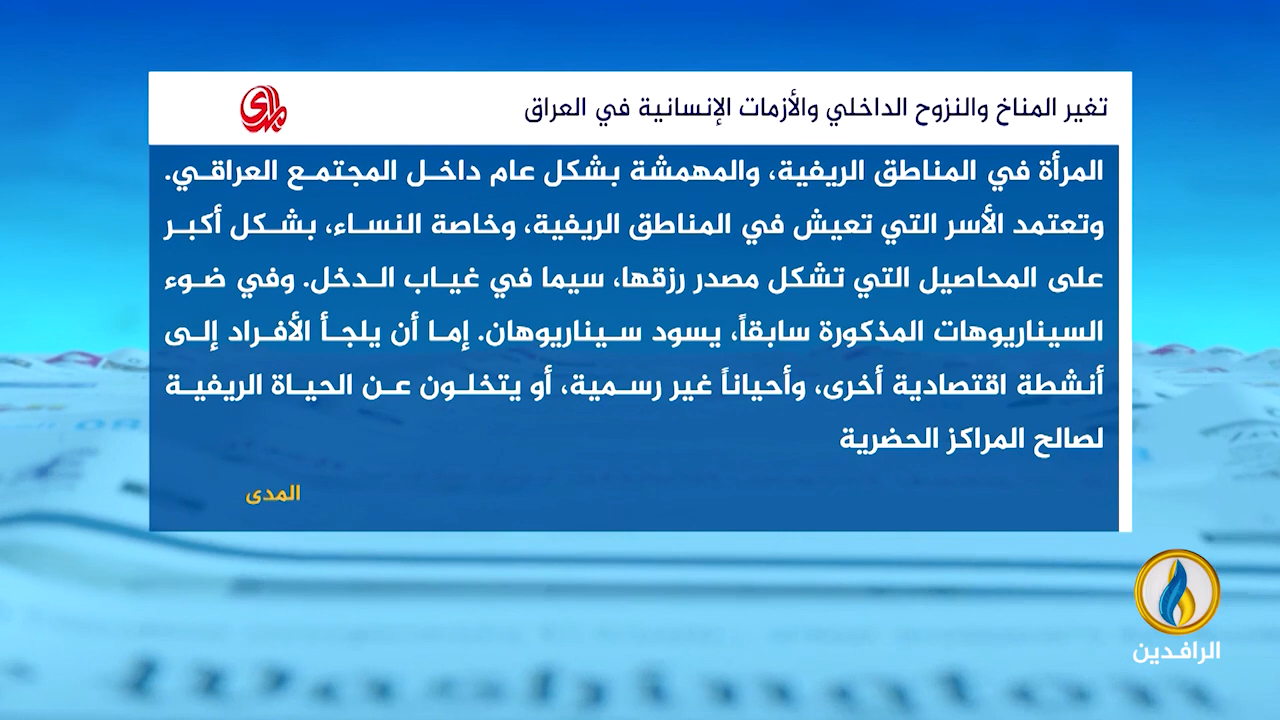 تغير المناخ والنزوح الداخلي والأزمات الإنسانية في العراق
المدى
المرأة في المناطق الريفية، والمهمشة بشكل عام داخل المجتمع العراقي.
وتعتمد الأسر التي تعيش في المناطق الريفية، وخاصة النساء، بشكل أكبر
على المحاصيل التي تشكل مصدر رزقها، سيما في غياب الدخل. وفي ضوء
السيناريوهات المذكورة سابقاً، يسود سيناريوهان. إما أن يلجأ الأفراد إلى
أنشطة اقتصادية أخرى، وأحياناً غير رسمية، أو يتخلون عن الحياة الريفية
لصالح المراكز الحضرية
المدى
الرافدين